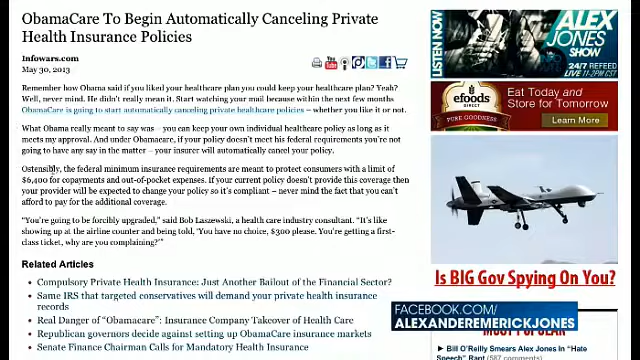 ObamaCare To Begin Automatically Canceling Private
Health Insurance Policies
Infowars.com
May 30, 2013
Remember how Obama said if you liked your healthcare plan you could keep your healthcare plan? Yeah?
Well, never mind. He didn't really mean it. Start watching your mail because within the next few months
ObamaCare is going to start automatically canceling private healthcare policies – whether you like it or not.
What Obama really meant to say was – you can keep your own individual healthcare policy as long as it
meets my approval. And under Obamacare, if your policy doesn't meet his federal requirements you're not
going to have any say in the matter – your insurer will automatically cancel your policy.
Ostensibly, the federal minimum insurance requirements are meant to protect consumers with a limit of
$6,400 for copayments and out-of-pocket expenses. If your current policy doesn't provide this coverage then
your provider will be expected to change your policy so it's compliant – never mind the fact that you can't
afford to pay for the additional coverage.
"You're going to be forcibly upgraded," said Bob Laszewski, a health care industry consultant. "It's like
showing up at the airline counter and being told, 'You have no choice, $300 please. You're getting a first-
class ticket, why are you complaining?'"
Related Articles
• Compulsory Private Health Insurance: Just Another Bailout of the Financial Sector?
• Same IRS that targeted conservatives will demand your private health insurance
records
• Real Danger of "Obamacare": Insurance Company Takeover of Health Care
• Republican governors decide against setting up ObamaCare insurance markets
• Senate Finance Chairman Calls for Mandatory Health Insurance
LISTEN NOW
ALEX
JONES
SHOW
24/7 REFEED
LIVE 11-2PM CST
efoods
DIRECT
PURE GOODNESS
Eat Today and
Store for Tomorrow
Learn More
Is BIG Gov Spying On You?
FACEBOOK.COM/
ALEXANDEREMERICKJONES
▸ Bill O'Reilly Smears Alex Jones in "Hate
Speech" Rant (587 comments)